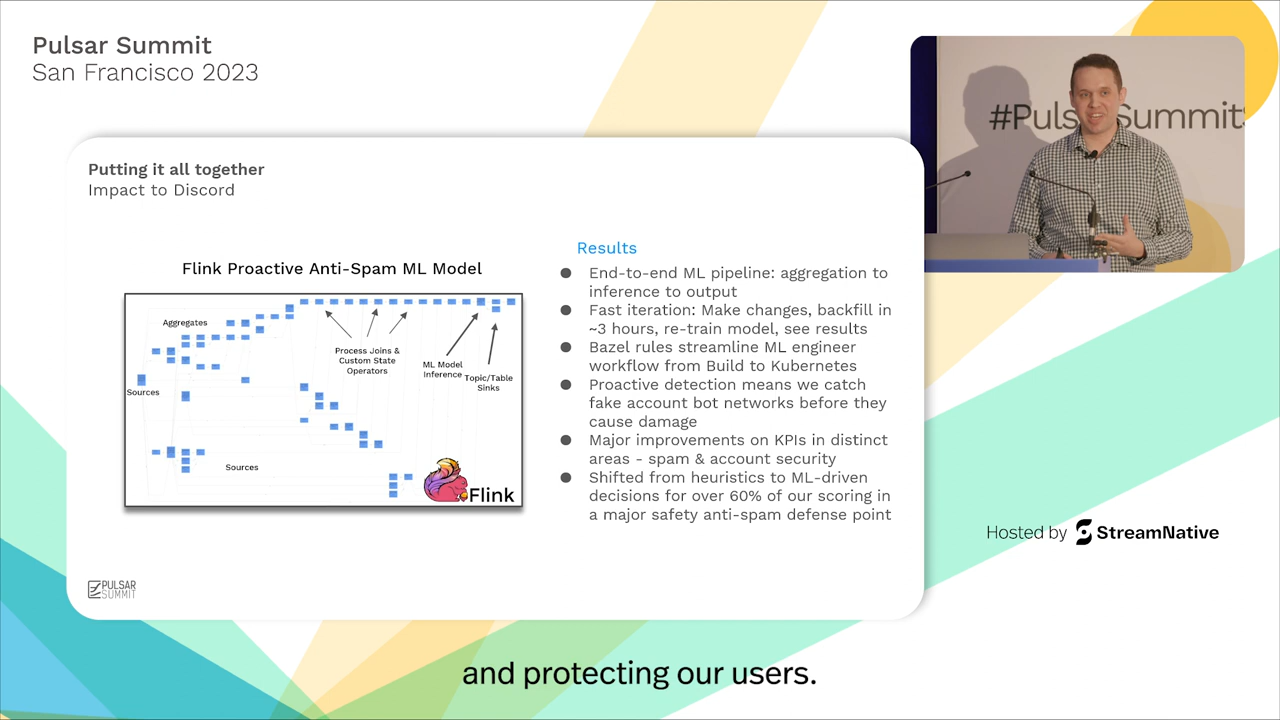 Pulsar Summit
San Francisco 2023
#Puls Summit
Putting it all together
Impact to Discord
Flink Proactive Anti-Spam ML Model
Aggregates
Process Joins &
Custom State
Operators
ML Model
Inference
Topic/Table
Sinks
Sources
Sources
Flink
Results
● End-to-end ML pipeline: aggregation to
inference to output
● Fast iteration: Make changes, backfill in
~3 hours, re-train model, see results
● Bazel rules streamline ML engineer
workflow from Build to Kubernetes
● Proactive detection means we catch
fake account bot networks before they
cause damage
● Major improvements on KPIs in distinct
areas - spam & account security
● Shifted from heuristics to ML-driven
decisions for over 60% of our scoring in
a major safety anti-spam defense point
PULSAR
SUMMIT
Hosted by StreamNative
and protecting our users.